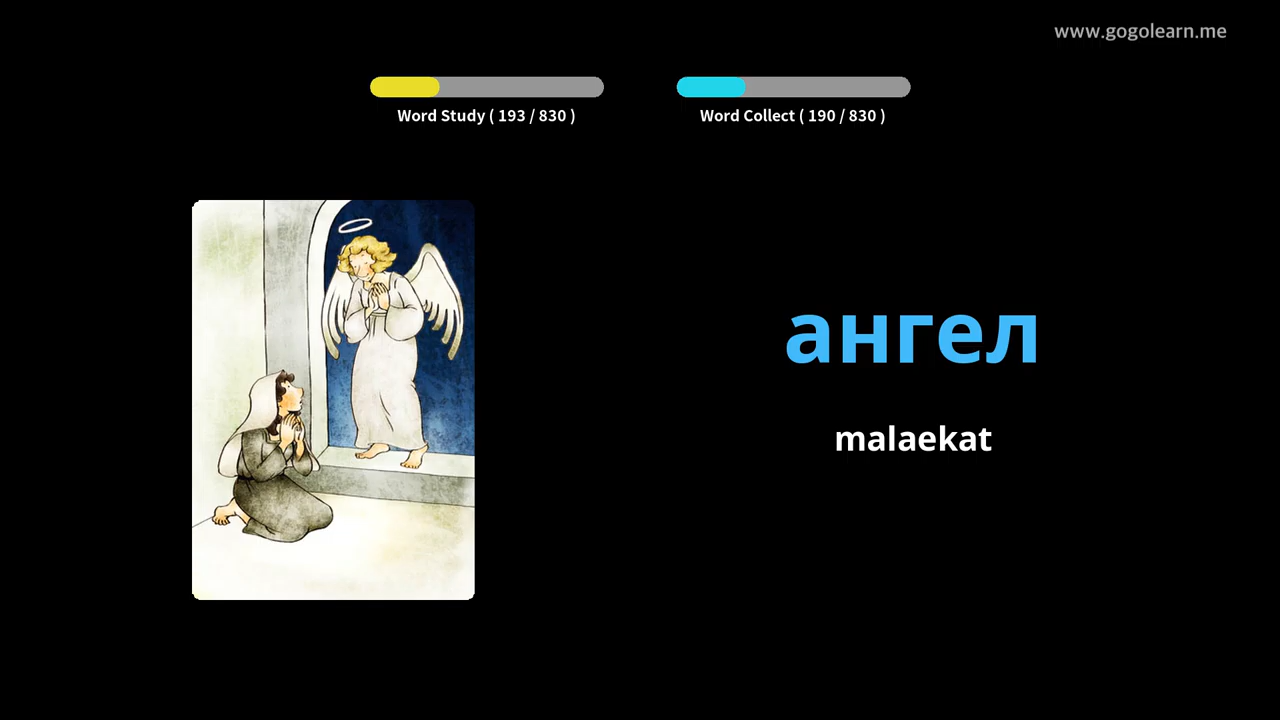 www.gogolearn.me
Word Study ( 193 / 830 )
Word Collect ( 190 / 830 )
ангел
malaekat